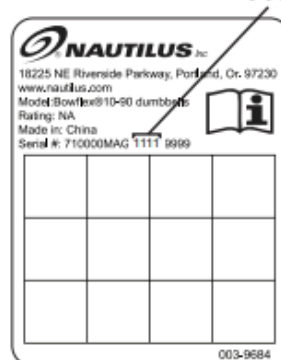 NAUTILUS Inc
18225 NE Riverside Parkway, Portland, Or. 97230
www.nautilus.com
Model:Bowflex®10-90 dumbbells
Rating: NA
Made in: China
Serial #: 710000MAG 1111 9999
003-9684